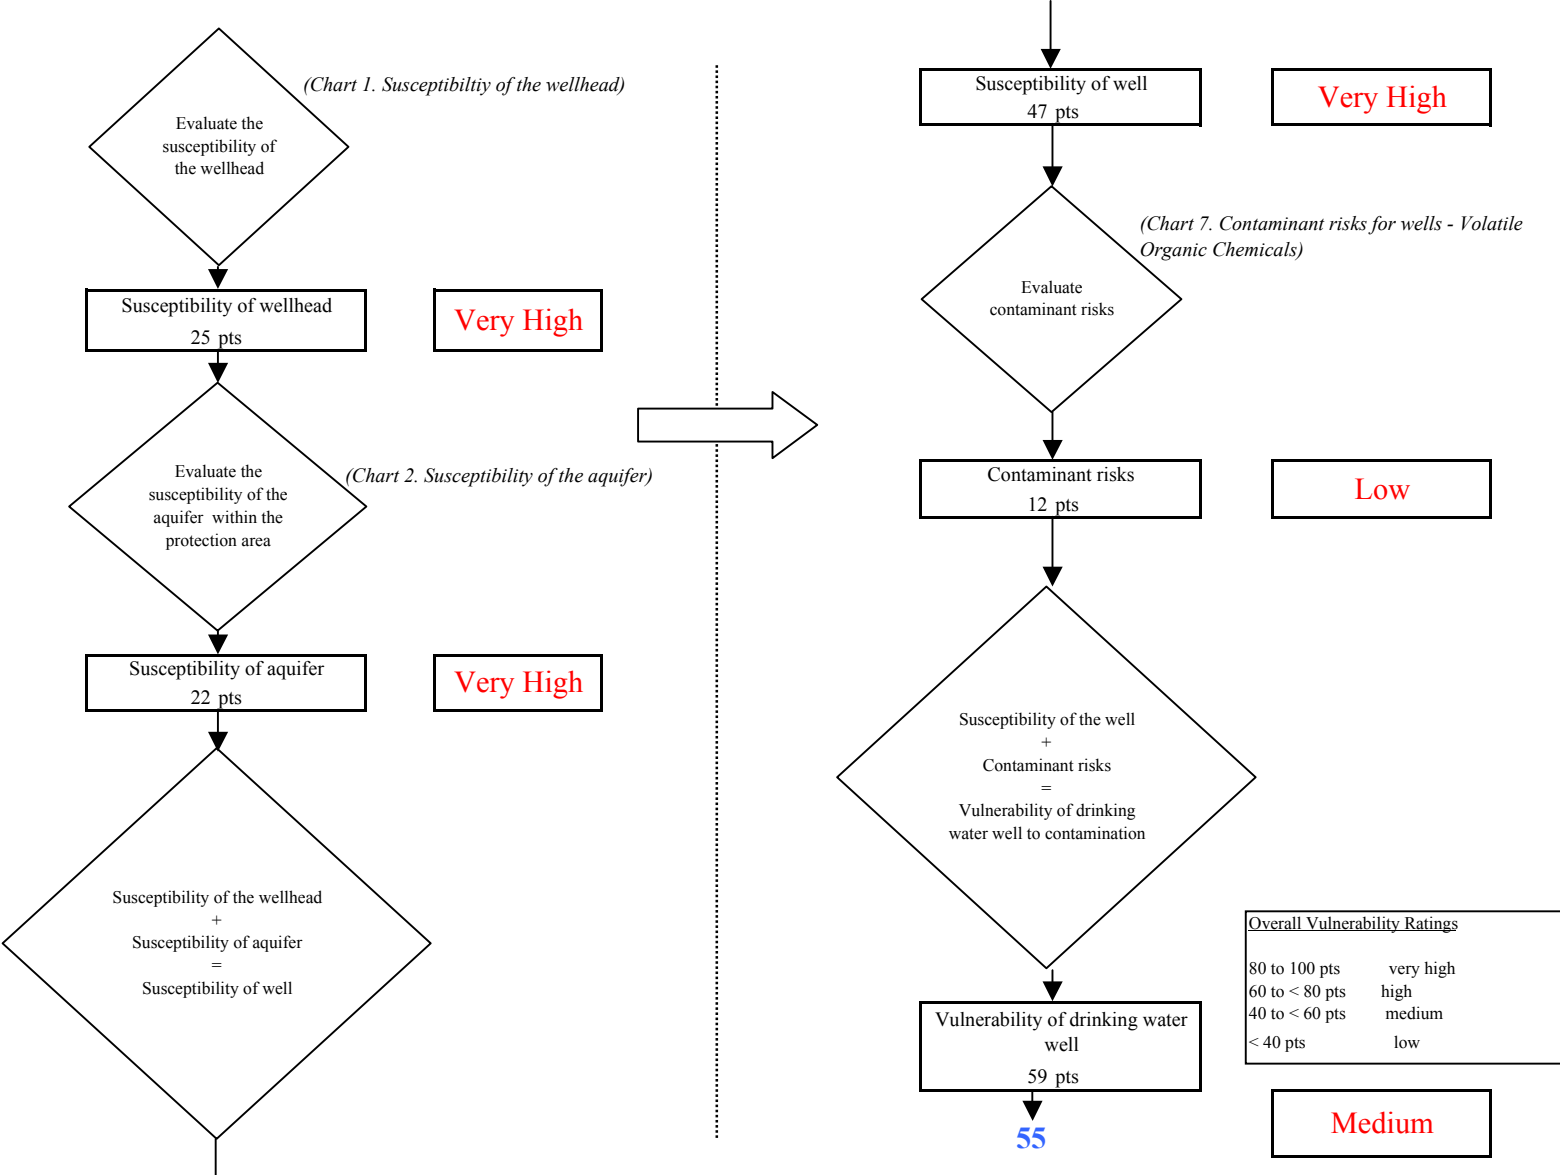 (Chart 1. Susceptibiltiy of the wellhead)
Evaluate the
susceptibility of
the wellhead
Susceptibility of wellhead
25 pts
Very High
(Chart 2. Susceptibility of the aquifer)
Evaluate the
susceptibility of the
aquifer within the
protection area
Susceptibility of aquifer
22 pts
Very High
Susceptibility of the wellhead
+
Susceptibility of aquifer
=
Susceptibility of well
Susceptibility of well
47 pts
Very High
(Chart 7. Contaminant risks for wells - Volatile
Organic Chemicals)
Evaluate
contaminant risks
Contaminant risks
12 pts
Low
Susceptibility of the well
+
Contaminant risks
=
Vulnerability of drinking
water well to contamination
Overall Vulnerability Ratings
80 to 100 pts very high
60 to < 80 pts high
40 to < 60 pts medium
< 40 pts low
Vulnerability of drinking water
well
59 pts
55
Medium